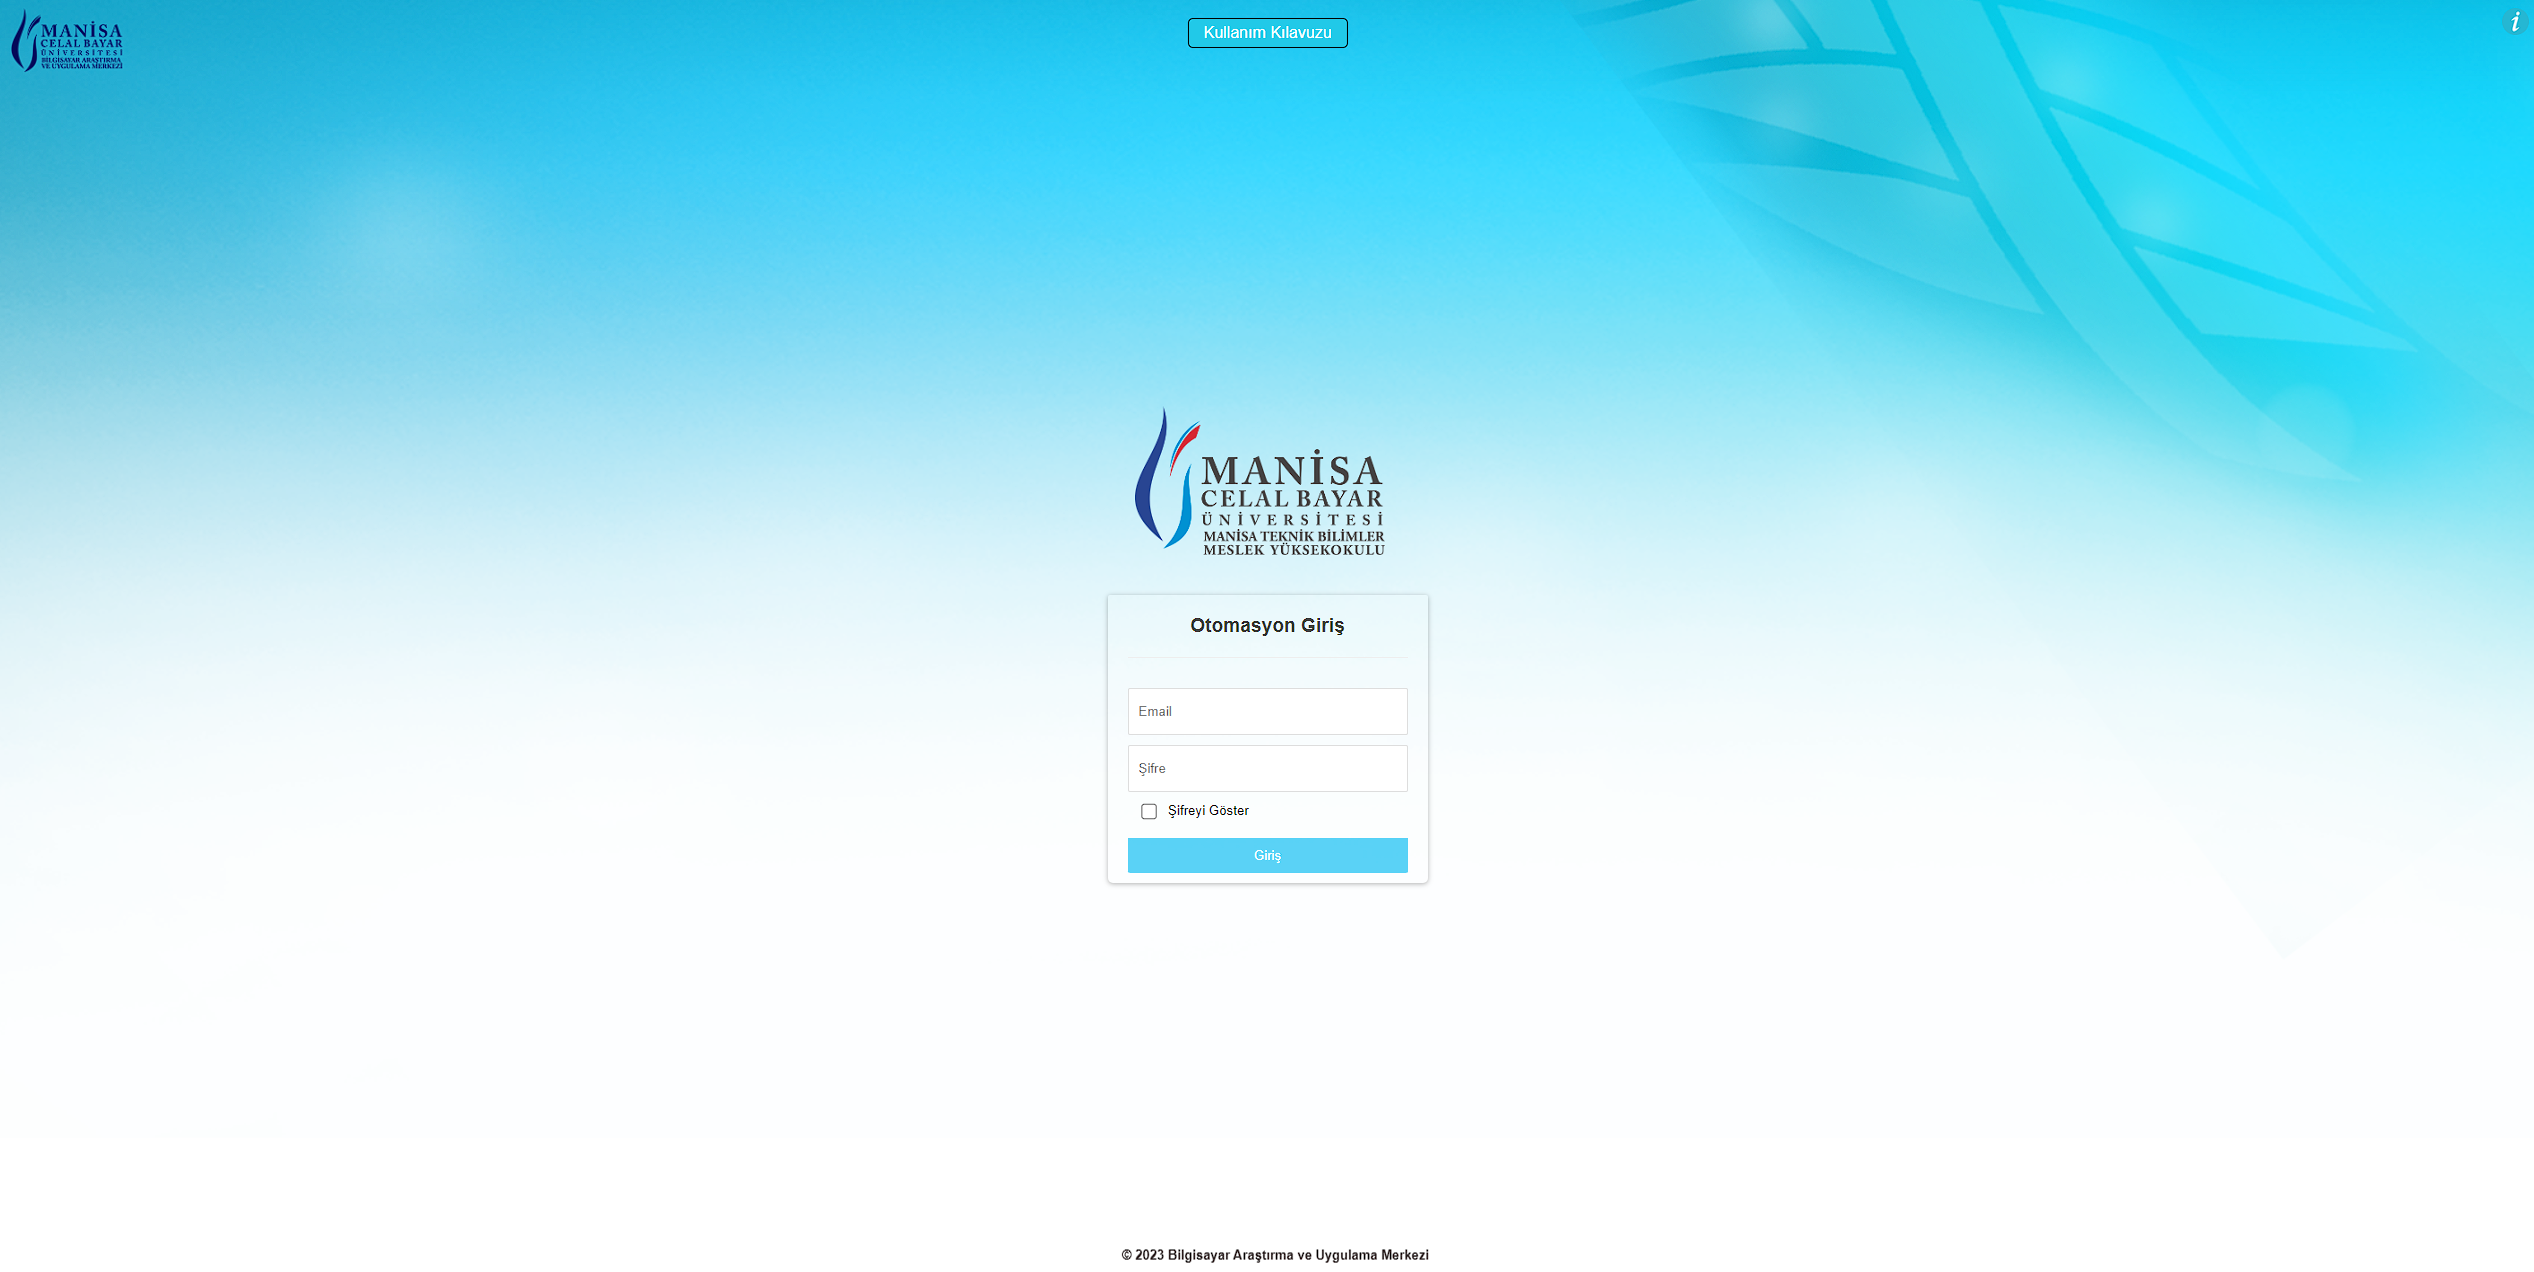 MANİSA
CELAL BAYAR
ÜNİVERSİTESİ
BİLGİSAYAR ARAŞTIRMA
VE UYGULAMA MERKEZİ
Kullanım Kılavuzu
i
MANİSA
CELAL BAYAR
ÜNİVERSİTESİ
MANİSA TEKNİK BİLİMLER
MESLEK YÜKSEKOKULU
Otomasyon Giriş
Email
Şifre
Şifreyi Göster
Giriş
© 2023 Bilgisayar Araştırma ve Uygulama Merkezi